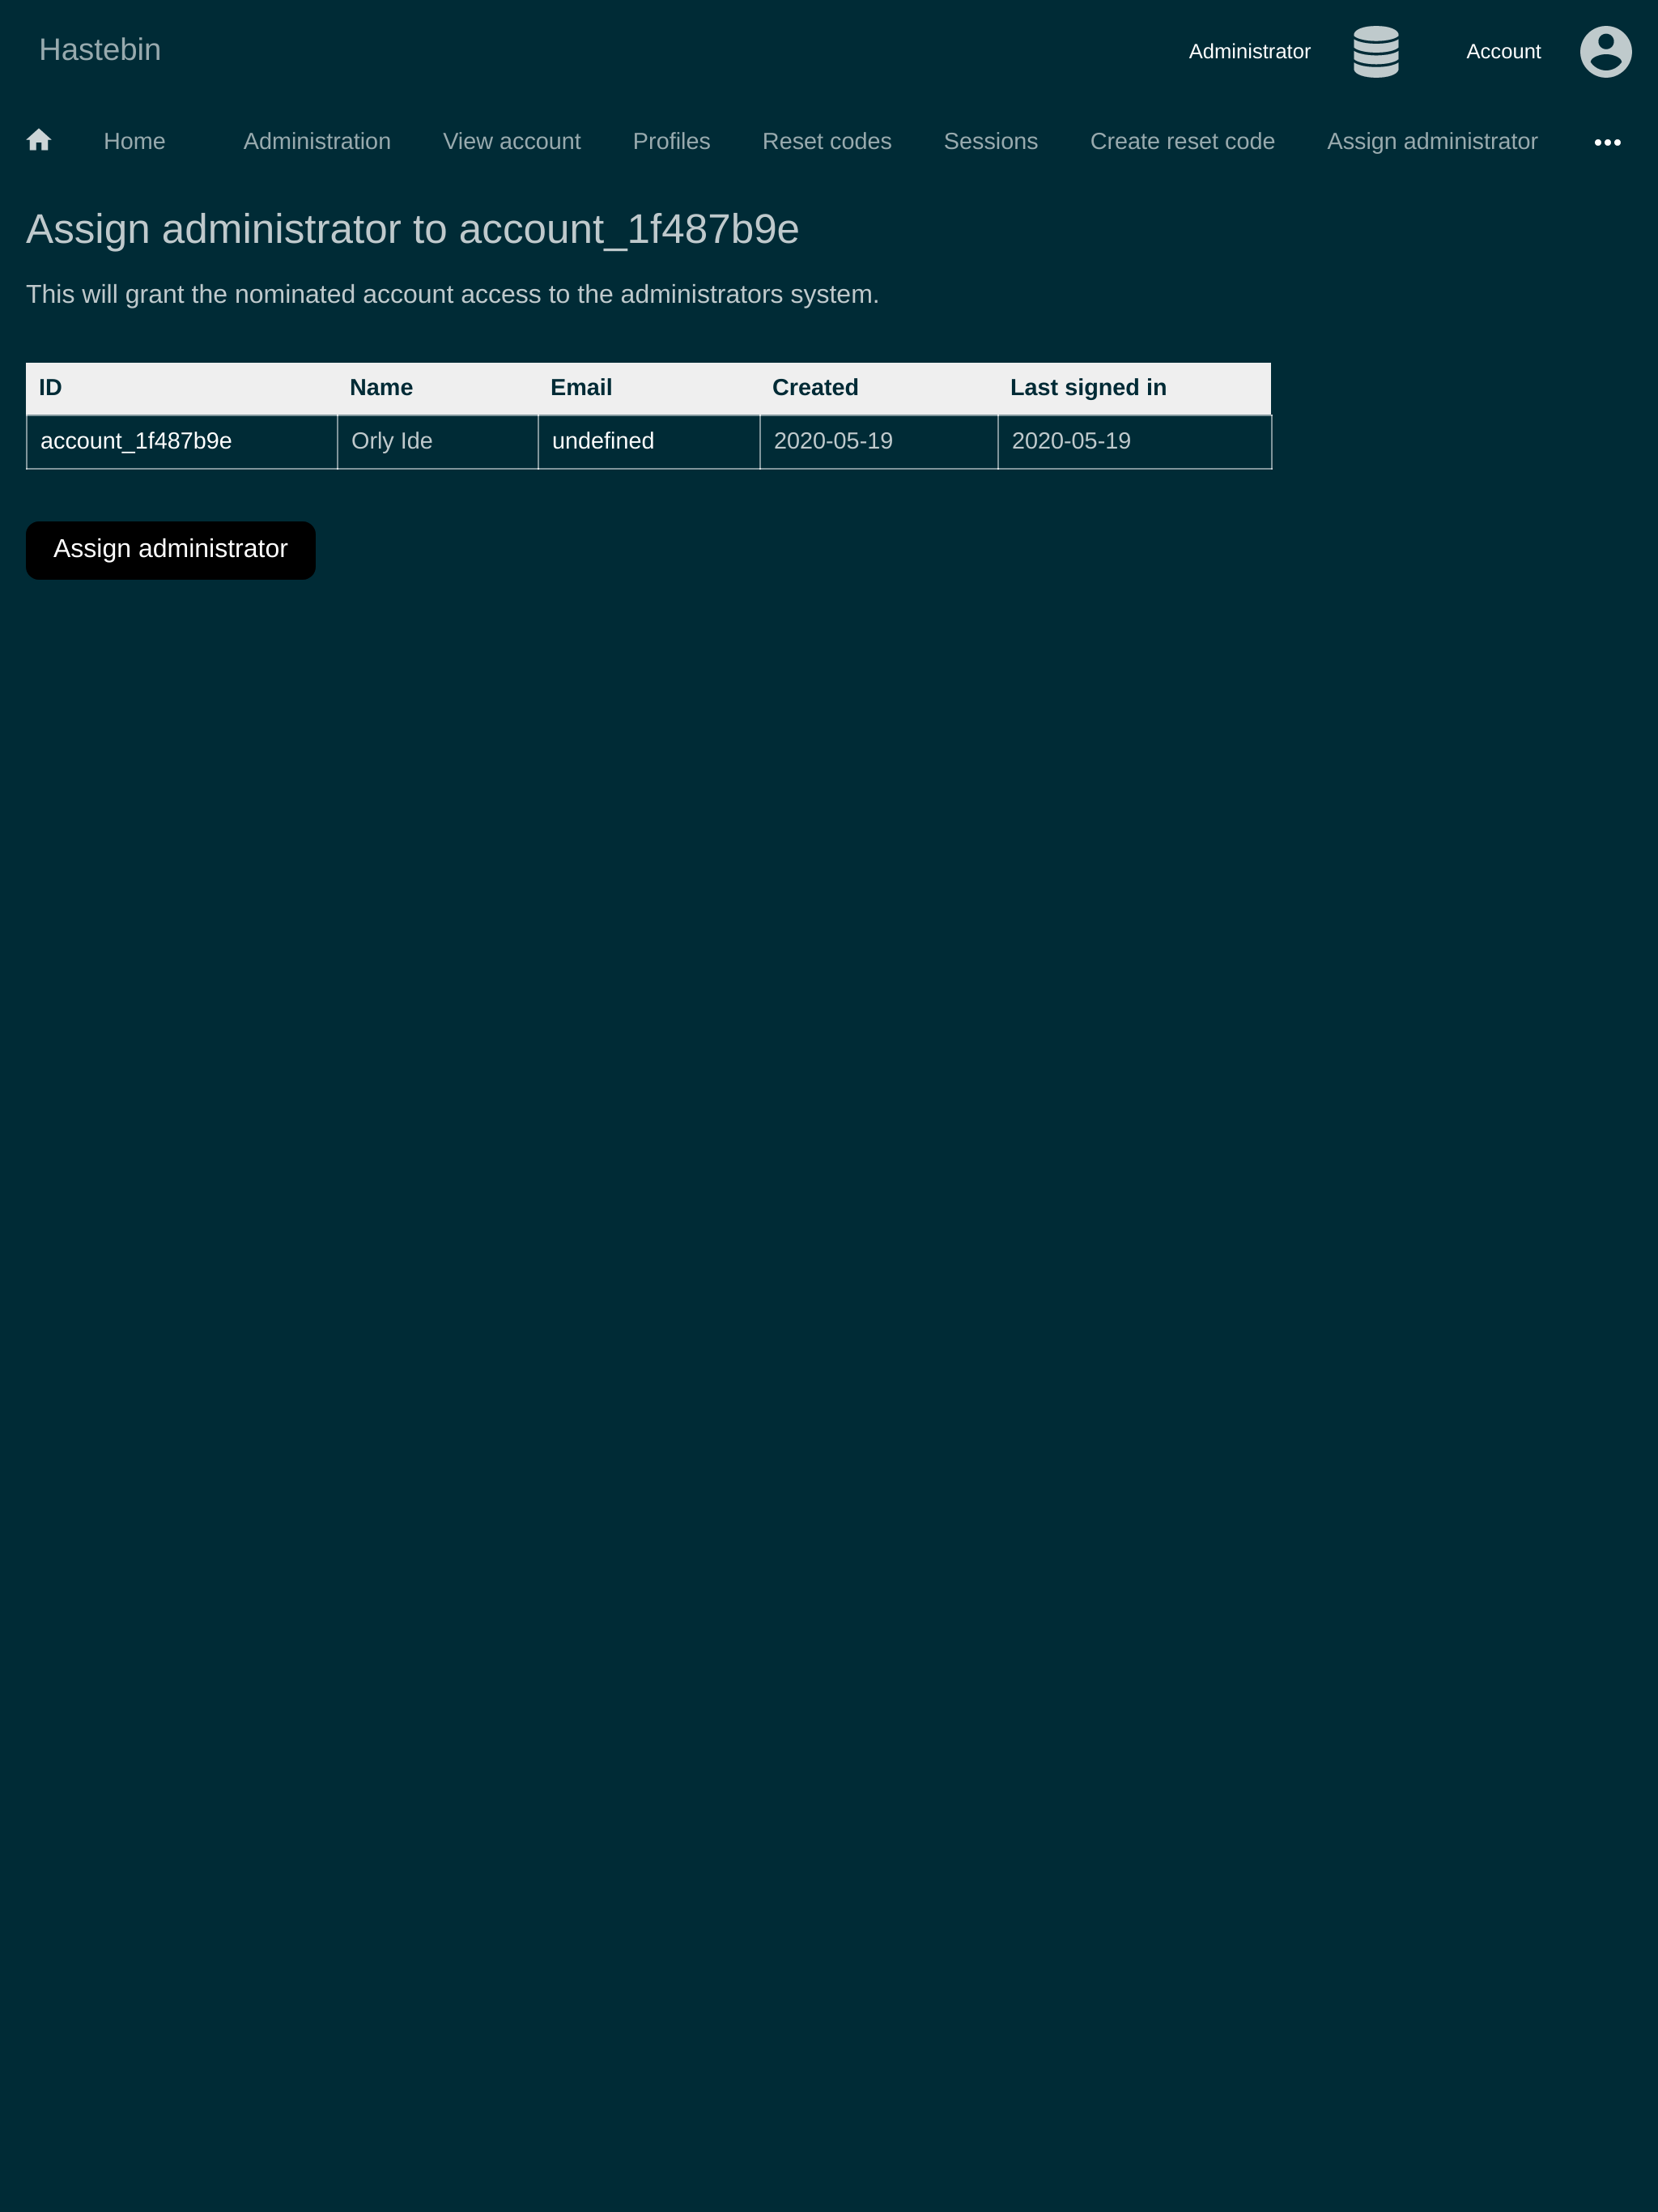 Hastebin
Administrator Account
Home Administration View account Profiles Reset codes Sessions Create reset code Assign administrator
Assign administrator to account_1f487b9e
This will grant the nominated account access to the administrators system.
ID Name Email Created Last signed in
account_1f487b9e Orly Ide undefined 2020-05-19 2020-05-19
Assign administrator